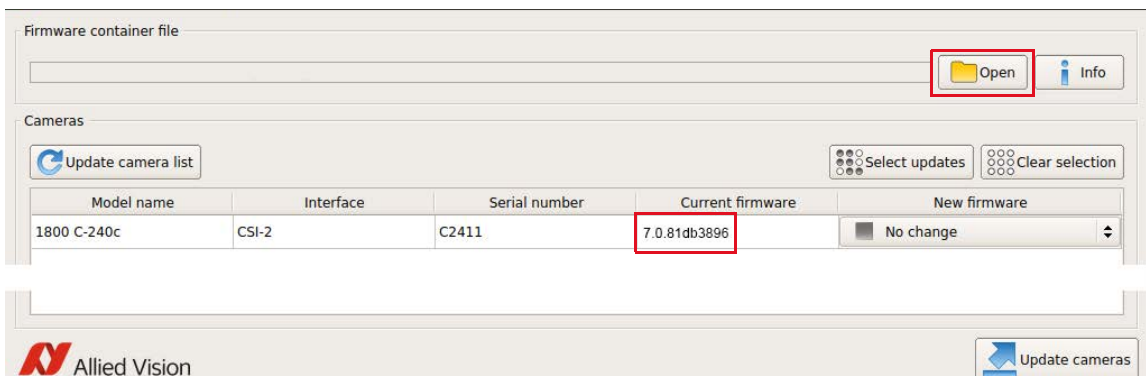 Firmware container file
Open
Info
Cameras
Update camera list
Select updates
Clear selection
Model name Interface Serial number Current firmware New firmware
1800 C-240c CSI-2 C2411 7.0.81db3896 No change
Allied Vision
Update cameras